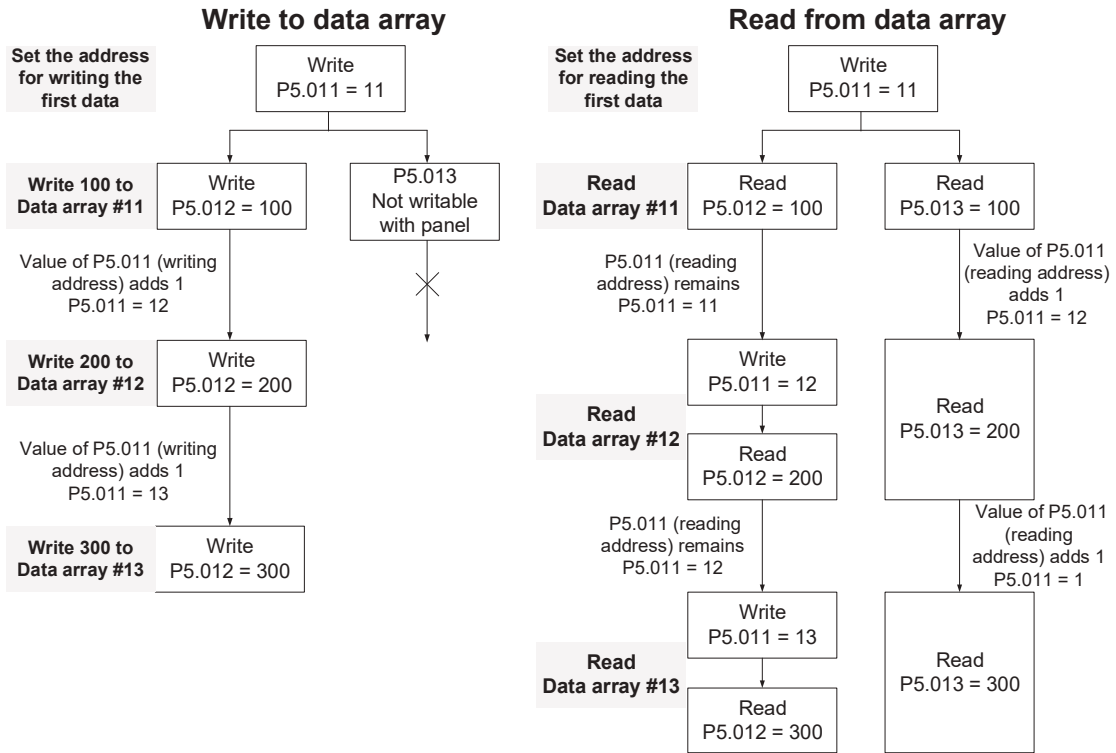 Write to data array
Set the address
for writing the
first data
Write
P5.011 = 11
Write 100 to
Data array #11
Write
P5.012 = 100
P5.013
Not writable
with panel
Value of P5.011 (writing
address) adds 1
P5.011 = 12
Write 200 to
Data array #12
Write
P5.012 = 200
Value of P5.011 (writing
address) adds 1
P5.011 = 13
Write 300 to
Data array #13
Write
P5.012 = 300
Read from data array
Set the address
for reading the
first data
Write
P5.011 = 11
Read
Data array #11
Read
P5.012 = 100
Read
P5.013 = 100
P5.011 (reading
address) remains
P5.011 = 11
Value of P5.011
(reading address)
adds 1
P5.011 = 12
Read
Data array #12
Write
P5.011 = 12
Read
P5.012 = 200
Read
P5.013 = 200
P5.011 (reading
address) remains
P5.011 = 12
Value of P5.011
(reading
address) adds 1
P5.011 = 1
Read
Data array #13
Write
P5.011 = 13
Read
P5.012 = 300
Read
P5.013 = 300